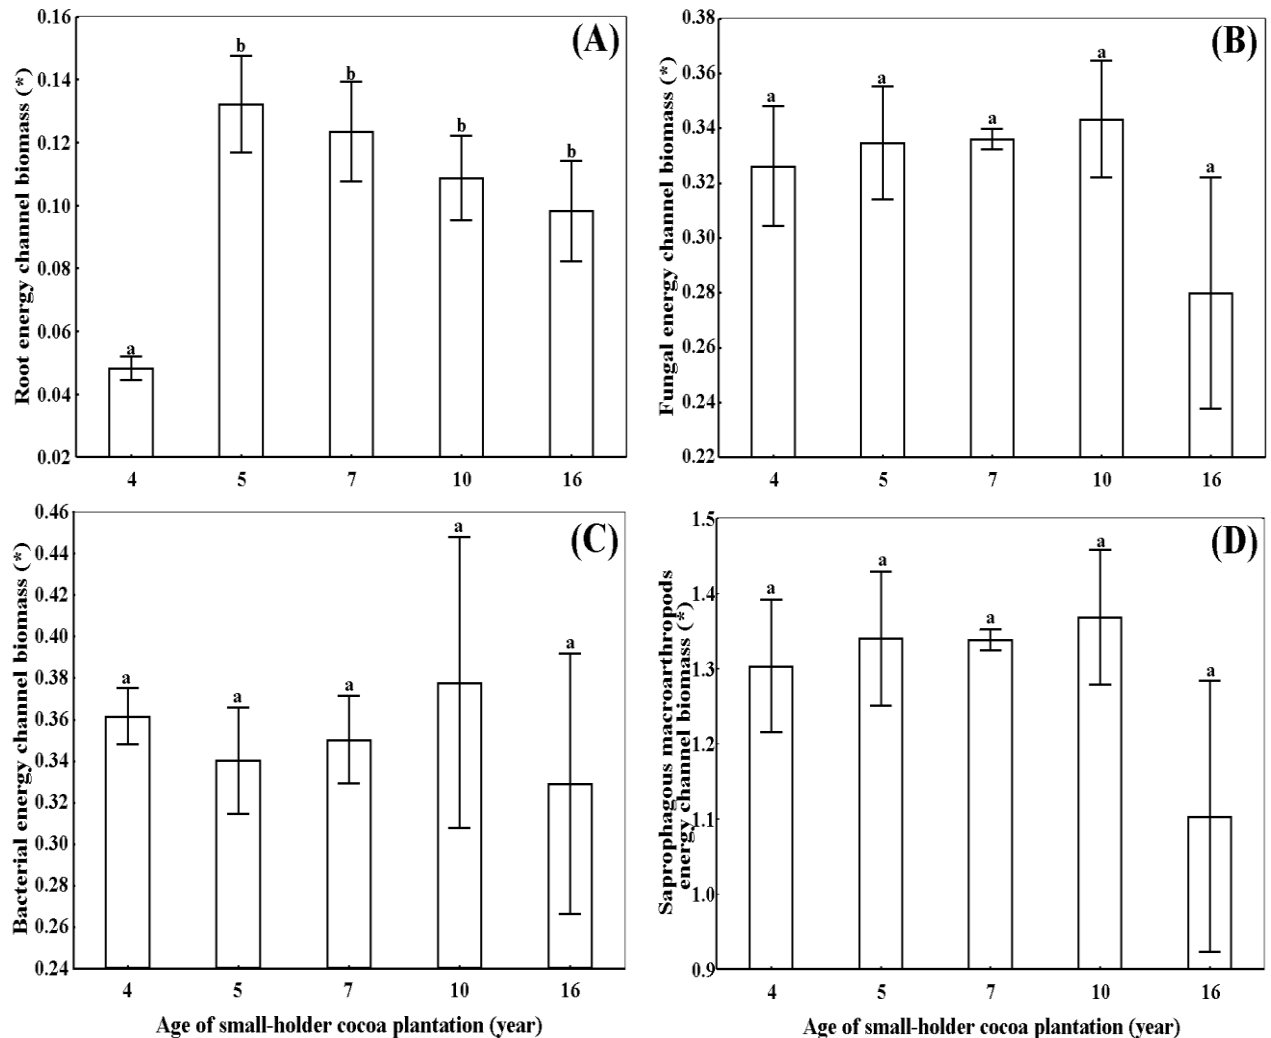 (A)
Root energy channel biomass (*)
0.16
0.14
0.12
0.10
0.08
0.06
0.04
0.02
a
b
b
b
b
4 5 7 10 16
(B)
Fungal energy channel biomass (*)
0.38
0.36
0.34
0.32
0.30
0.28
0.26
0.24
0.22
a
a
a
a
a
4 5 7 10 16
(C)
Bacterial energy channel biomass (*)
0.46
0.44
0.42
0.40
0.38
0.36
0.34
0.32
0.30
0.28
0.26
0.24
a
a
a
a
a
4 5 7 10 16
Age of small-holder cocoa plantation (year)
(D)
Saprophagous macroarthropods
energy channel biomass (*)
1.5
1.4
1.3
1.2
1.1
1.0
0.9
a
a
a
a
a
4 5 7 10 16
Age of small-holder cocoa plantation (year)